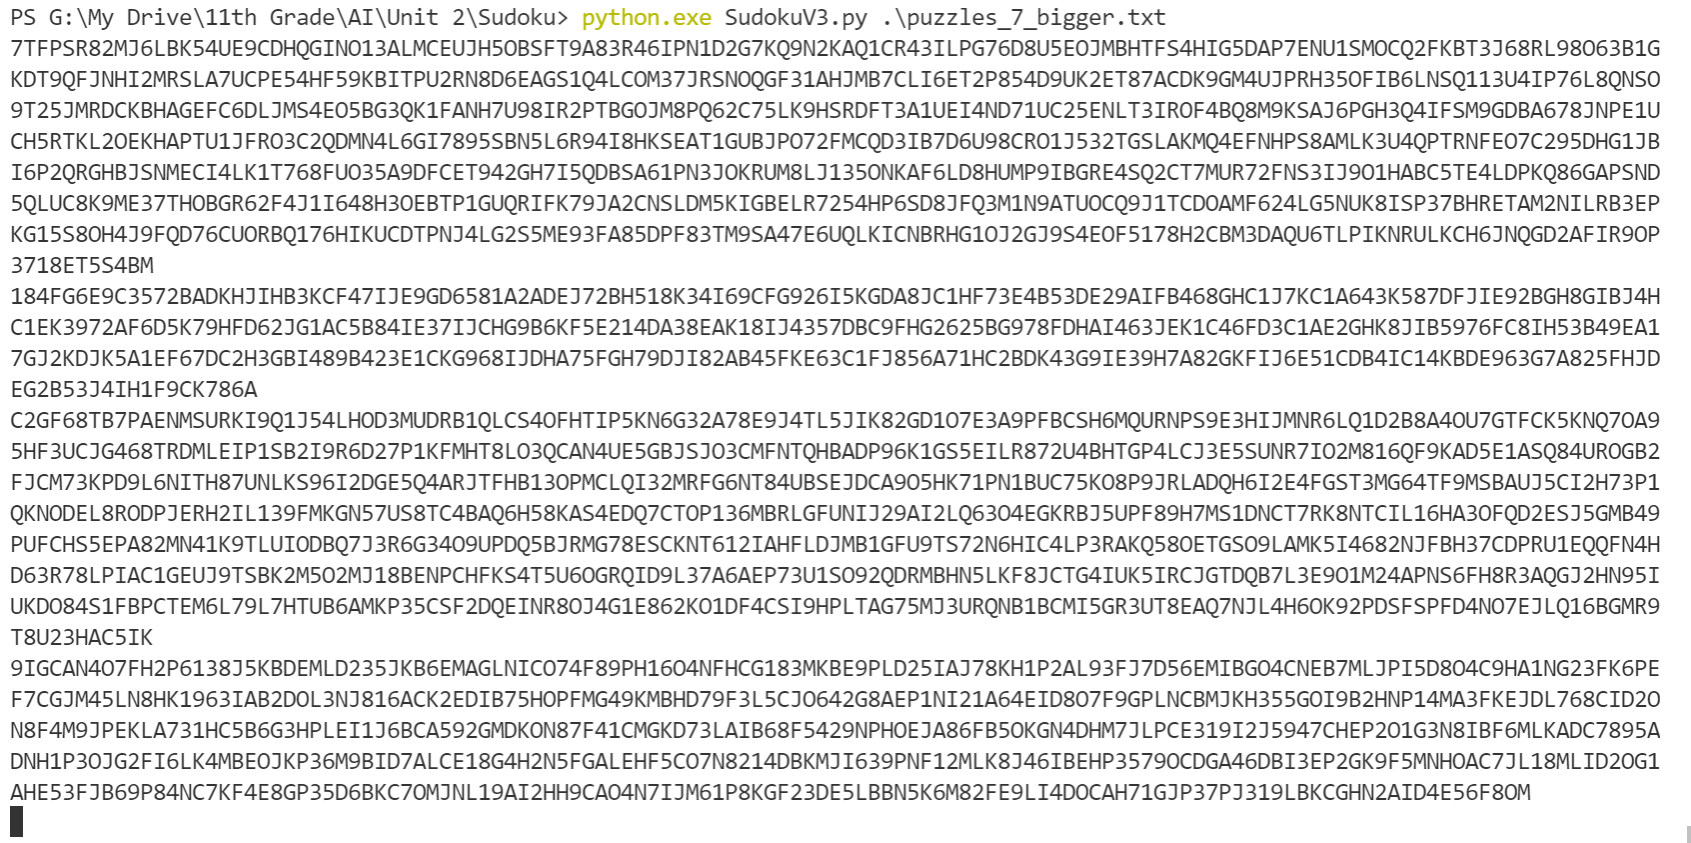 PS G:\My Drive\11th Grade\AI\Unit 2\Sudoku> python.exe SudokuV3.py .\puzzles_7_bigger.txt
7TFPSR82MJ6LBK54UE9CDHQGINO13ALMCEUJH5OBSFT9A83R46IPN1D2G7KQ9N2KAQ1CR43ILPG76D8U5EOJMBHTFS4HIG5DAP7ENU1SMOCQ2FKBT3J68RL98O63B1G
KDT9QFJNHI2MRSLA7UCPE54HF59KBITPU2RN8D6EAGS1Q4LCOM37JRSNOQGF31AHJMB7CLI6ET2P854D9UK2ET87ACDK9GM4UJPRH35OFIB6LNSQ113U4IP76L8QNSO
9T25JMRDCKBHAGEFC6DLJMS4EO5BG3QK1FANH7U98IR2PTBGOJM8PQ62C75LK9HSRDFT3A1UEI4ND71UC25ENLT3IROF4BQ8M9KSAJ6PGH3Q4IFSM9GDBA678JNPE1U
CH5RTKL2OEKHAPTU1JFRO3C2QDMN4L6GI7895SBN5L6R94I8HKSEAT1GUBJPO72FMCQD3IB7D6U98CRO1J532TGSLAKMQ4EFNHPS8AMLK3U4QPTRNFEO7C295DHG1JB
I6P2QRGHBJSNMECI4LK1T768FUO35A9DFCET942GH7I5QDBSA61PN3JOKRUM8LJ135ONKAF6LD8HUMP9IBGRE4SQ2CT7MUR72FNS3IJ9O1HABC5TE4LDPKQ86GAPSND
5QLUC8K9ME37THOBGR62F4J1I648H3OEBTP1GUQRIFK79JA2CNSLDM5KIGBELR7254HP6SD8JFQ3M1N9ATUOCQ9J1TCDOAMF624LG5NUK8ISP37BHRETAM2NILRB3EP
KG15S8OH4J9FQD76CUORBQ176HIKUCDTPNJ4LG2S5ME93FA85DPF83TM9SA47E6UQLKICNBRHG1OJ2GJ9S4EOF5178H2CBM3DAQU6TLPIKNRULKCH6JNQGD2AFIR9OP
3718ET5S4BM
184FG6E9C3572BADKHJIHB3KCF47IJE9GD6581A2ADEJ72BH518K34I69CFG926I5KGDA8JC1HF73E4B53DE29AIFB468GHC1J7KC1A643K587DFJIE92BGH8GIBJ4H
C1EK3972AF6D5K79HFD62JG1AC5B84IE37IJCHG9B6KF5E214DA38EAK18IJ4357DBC9FHG2625BG978FDHAI463JEK1C46FD3C1AE2GHK8JIB5976FC8IH53B49EA1
7GJ2KDJK5A1EF67DC2H3GBI489B423E1CKG968IJDHA75FGH79DJI82AB45FKE63C1FJ856A71HC2BDK43G9IE39H7A82GKFIJ6E51CDB4IC14KBDE963G7A825FHJD
EG2B53J4IH1F9CK786A
C2GF68TB7PAENMSURKI9Q1J54LHOD3MUDRB1QLCS4OFHTIP5KN6G32A78E9J4TL5JIK82GD1O7E3A9PFBCSH6MQURNPS9E3HIJMNR6LQ1D2B8A4OU7GTFCK5KNQ7OA9
5HF3UCJG468TRDMLEIP1SB2I9R6D27P1KFMHT8LO3QCAN4UE5GBJSJO3CMFNTQHBADP96K1GS5EILR872U4BHTGP4LCJ3E5SUNR7IO2M816QF9KAD5E1ASQ84UROGB2
FJCM73KPD9L6NITH87UNLKS96I2DGE5Q4ARJTFHB13OPMCLQI32MRFG6NT84UBSEJDCA9O5HK71PN1BUC75KO8P9JRLADQH6I2E4FGST3MG64TF9MSBAUJ5CI2H73P1
QKNODEL8RODPJERH2IL139FMKGN57US8TC4BAQ6H58KAS4EDQ7CTOP136MBRLGFUNIJ29AI2LQ63O4EGKRBJ5UPF89H7MS1DNCT7RK8NTCIL16HA3OFQD2ESJ5GMB49
PUFCHS5EPA82MN41K9TLUIODBQ7J3R6G34O9UPDQ5BJRMG78ESCKNT612IAHFLDJMB1GFU9TS72N6HIC4LP3RAKQ58OETGSO9LAMK5I4682NJFBH37CDPRU1EQQFN4H
D63R78LPIAC1GEUJ9TSBK2M5O2MJ18BENPCHFKS4T5U6OGRQID9L37A6AEP73U1SO92QDRMBHN5LKF8JCTG4IUK5IRCJGTDQB7L3E9O1M24APNS6FH8R3AQGJ2HN95I
UKDO84S1FBPCTEM6L79L7HTUB6AMKP35CSF2DQEINR8OJ4G1E862KO1DF4CSI9HPLTAG75MJ3URQNB1BCMI5GR3UT8EAQ7NJL4H6OK92PDSFSPFD4NO7EJLQ16BGMR9
T8U23HAC5IK
9IGCAN4O7FH2P6138J5KBDEMLD235JKB6EMAGLNICO74F89PH16O4NFHCG183MKBE9PLD25IAJ78KH1P2AL93FJ7D56EMIBGO4CNEB7MLJPI5D8O4C9HA1NG23FK6PE
F7CGJM45LN8HK1963IAB2DOL3NJ816ACK2EDIB75HOPFMG49KMBHD79F3L5CJO642G8AEP1NI21A64EID8O7F9GPLNCBMJKH355GOI9B2HNP14MA3FKEJDL768CID2O
N8F4M9JPEKLA731HC5B6G3HPLEI1J6BCA592GMDKON87F41CMGKD73LAIB68F5429NPHOEJA86FB5OKGN4DHM7JLPCE319I2J5947CHEP2O1G3N8IBF6MLKADC7895A
DNH1P3OJG2FI6LK4MBEOJKP36M9BID7ALCE18G4H2N5FGALEHF5CO7N8214DBKMJI639PNF12MLK8J46IBEHP3579OCDGA46DBI3EP2GK9F5MNHOAC7JL18MLID2OG1
AHE53FJB69P84NC7KF4E8GP35D6BKC7OMJNL19AI2HH9CAO4N7IJM61P8KGF23DE5LBBN5K6M82FE9LI4DOCAH71GJP37PJ319LBKCGHN2AID4E56F8OM